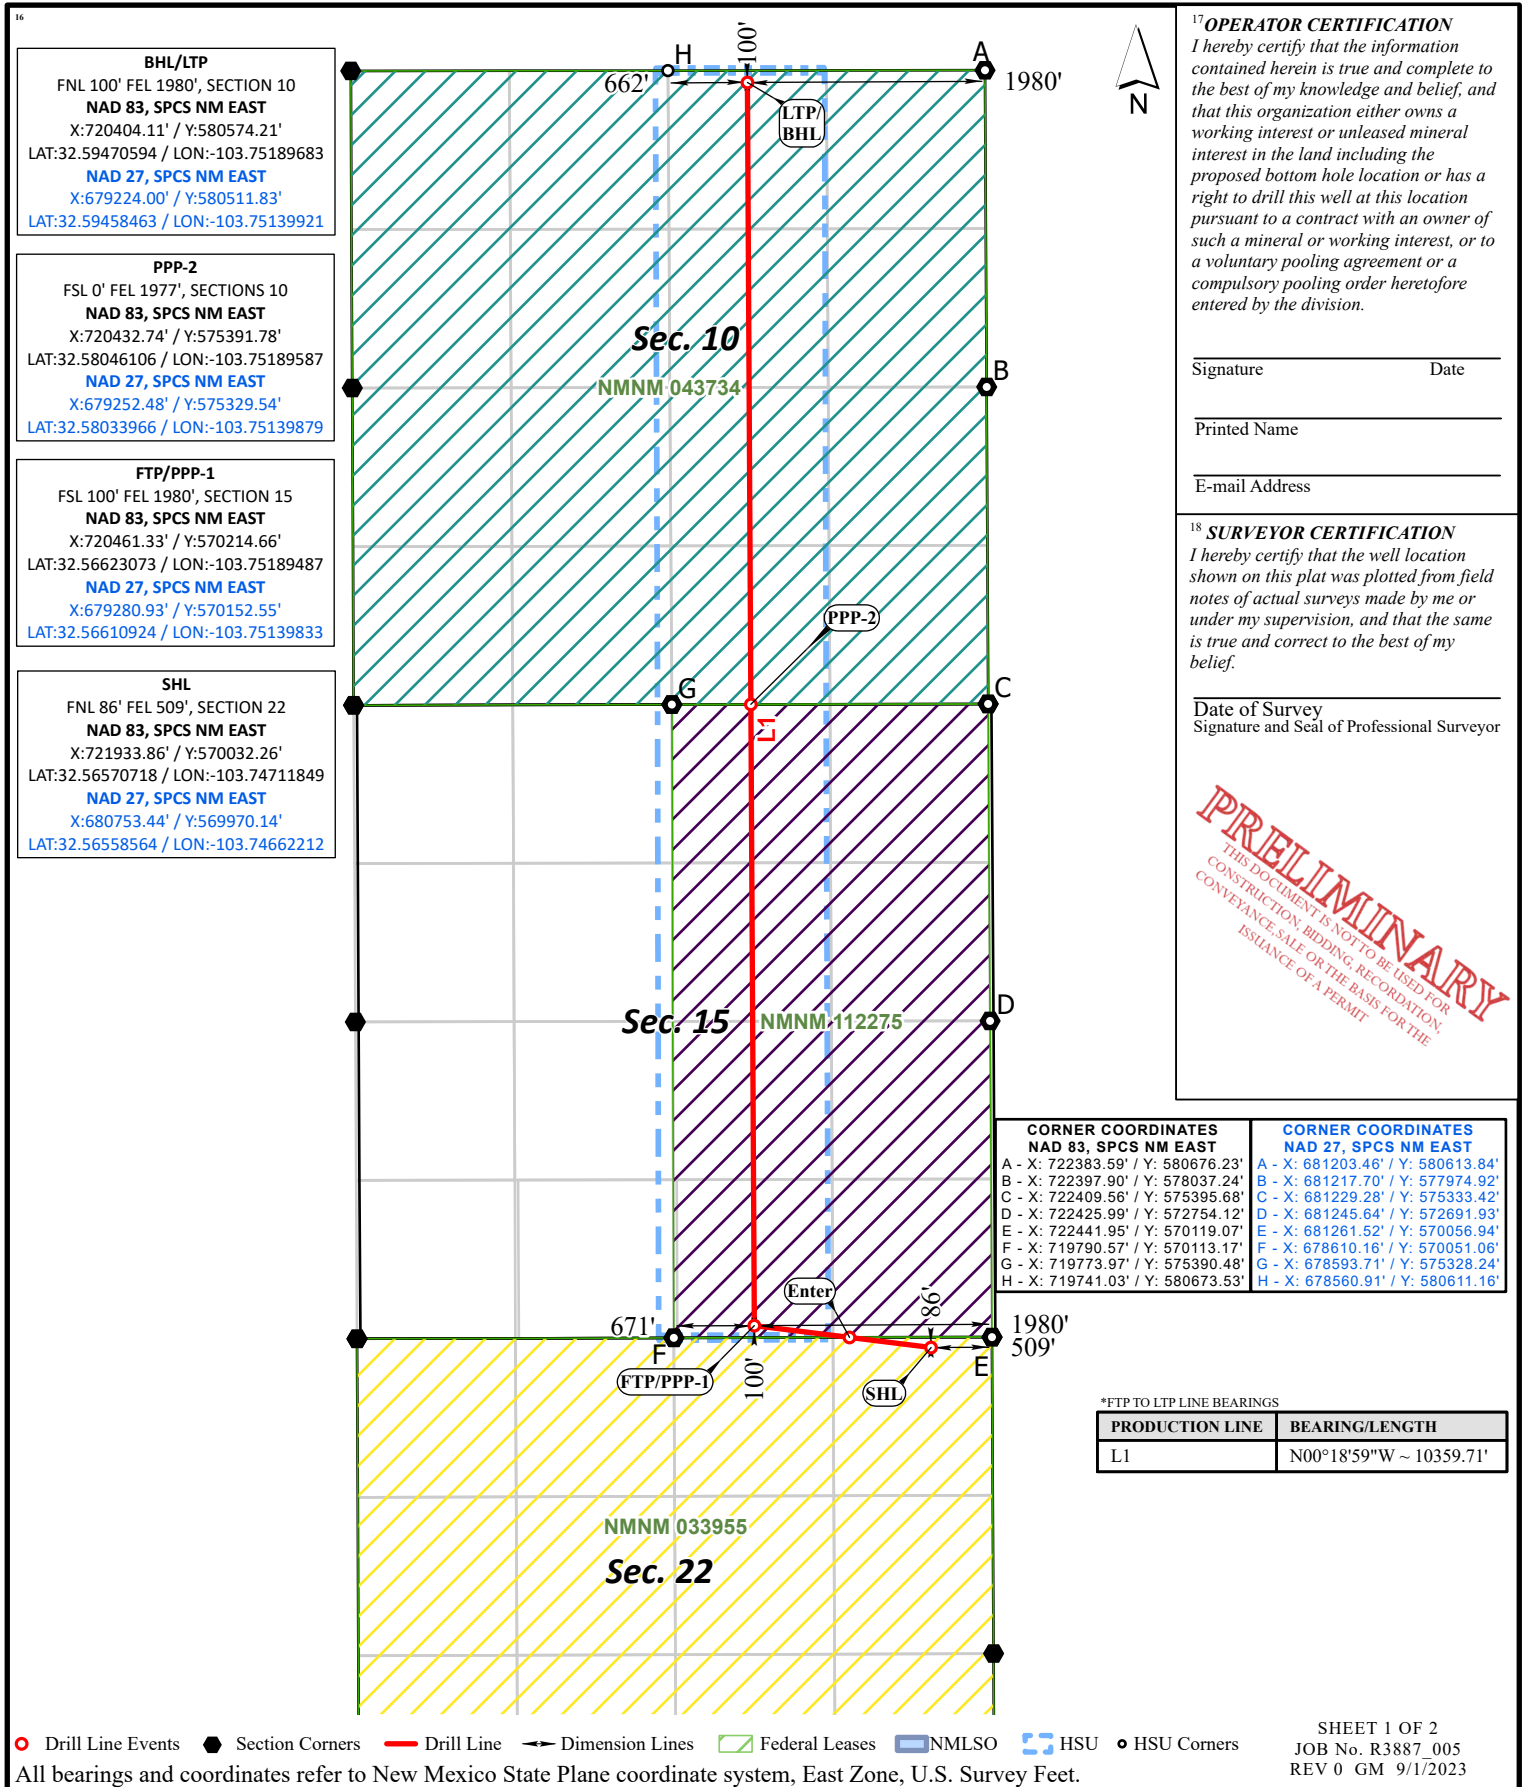 16
BHL/LTP
FNL 100' FEL 1980', SECTION 10
NAD 83, SPCS NM EAST
X:720404.11' / Y:580574.21'
LAT:32.59470594 / LON:-103.75189683
NAD 27, SPCS NM EAST
X:679224.00' / Y:580511.83'
LAT:32.59458463 / LON:-103.75139921
PPP-2
FSL 0' FEL 1977', SECTIONS 10
NAD 83, SPCS NM EAST
X:720432.74' / Y:575391.78'
LAT:32.58046106 / LON:-103.75189587
NAD 27, SPCS NM EAST
X:679252.48' / Y:575329.54'
LAT:32.58033966 / LON:-103.75139879
FTP/PPP-1
FSL 100' FEL 1980', SECTION 15
NAD 83, SPCS NM EAST
X:720461.33' / Y:570214.66'
LAT:32.56623073 / LON:-103.75189487
NAD 27, SPCS NM EAST
X:679280.93' / Y:570152.55'
LAT:32.56610924 / LON:-103.75139833
SHL
FNL 86' FEL 509', SECTION 22
NAD 83, SPCS NM EAST
X:721933.86' / Y:570032.26'
LAT:32.56570718 / LON:-103.74711849
NAD 27, SPCS NM EAST
X:680753.44' / Y:569970.14'
LAT:32.56558564 / LON:-103.74662212
H
100'
A
662'
1980'
LTP/
BHL
N
Sec. 10
NMNM 043734
B
PPP-2
G
C
L1
Sec. 15
NMNM 112275
D
Enter
86'
671'
1980'
509'
F
E
FTP/PPP-1
100'
SHL
NMNM 033955
Sec. 22
17 OPERATOR CERTIFICATION
I hereby certify that the information
contained herein is true and complete to
the best of my knowledge and belief, and
that this organization either owns a
working interest or unleased mineral
interest in the land including the
proposed bottom hole location or has a
right to drill this well at this location
pursuant to a contract with an owner of
such a mineral or working interest, or to
a voluntary pooling agreement or a
compulsory pooling order heretofore
entered by the division.
Signature Date
Printed Name
E-mail Address
18 SURVEYOR CERTIFICATION
I hereby certify that the well location
shown on this plat was plotted from field
notes of actual surveys made by me or
under my supervision, and that the same
is true and correct to the best of my
belief.
Date of Survey
Signature and Seal of Professional Surveyor
PRELIMINARY
THIS DOCUMENT IS NOT TO BE USED FOR
CONSTRUCTION, BIDDING, RECORDATION,
CONVEYANCE, SALE OR THE BASIS FOR THE
ISSUANCE OF A PERMIT
CORNER COORDINATES
NAD 83, SPCS NM EAST
A - X: 722383.59' / Y: 580676.23'
B - X: 722397.90' / Y: 578037.24'
C - X: 722409.56' / Y: 575395.68'
D - X: 722425.99' / Y: 572754.12'
E - X: 722441.95' / Y: 570119.07'
F - X: 719790.57' / Y: 570113.17'
G - X: 719773.97' / Y: 575390.48'
H - X: 719741.03' / Y: 580673.53'
CORNER COORDINATES
NAD 27, SPCS NM EAST
A - X: 681203.46' / Y: 580613.84'
B - X: 681217.70' / Y: 577974.92'
C - X: 681229.28' / Y: 575333.42'
D - X: 681245.64' / Y: 572691.93'
E - X: 681261.52' / Y: 570056.94'
F - X: 678610.16' / Y: 570051.06'
G - X: 678593.71' / Y: 575328.24'
H - X: 678560.91' / Y: 580611.16'
*FTP TO LTP LINE BEARINGS
PRODUCTION LINE BEARING/LENGTH
L1 N00°18'59"W ~ 10359.71'
Drill Line Events Section Corners Drill Line Dimension Lines Federal Leases NMLSO HSU HSU Corners
All bearings and coordinates refer to New Mexico State Plane coordinate system, East Zone, U.S. Survey Feet.
SHEET 1 OF 2
JOB No. R3887_005
REV 0 GM 9/1/2023